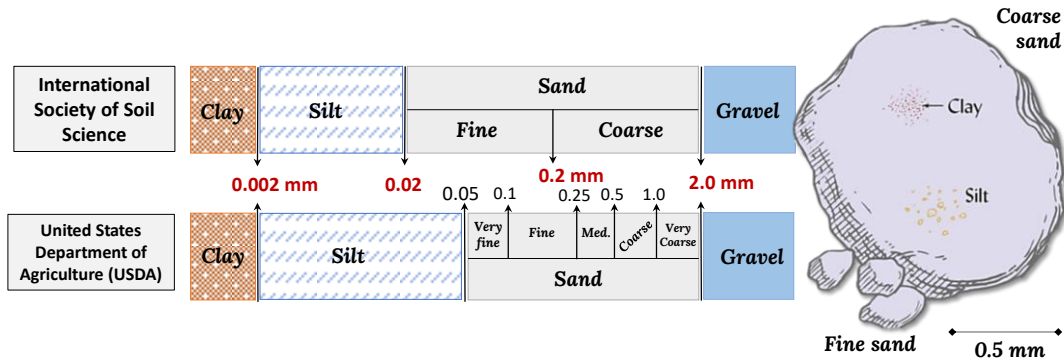 International
Society of Soil
Science
Clay
Silt
Sand
Fine
Coarse
Gravel
0.002 mm
0.02
0.2 mm
2.0 mm
0.05
0.1
0.25
0.5
1.0
United States
Department of
Agriculture (USDA)
Clay
Silt
Very
fine
Fine
Med.
Coarse
Very
Coarse
Sand
Gravel
Coarse
sand
Clay
Silt
Fine sand
0.5 mm